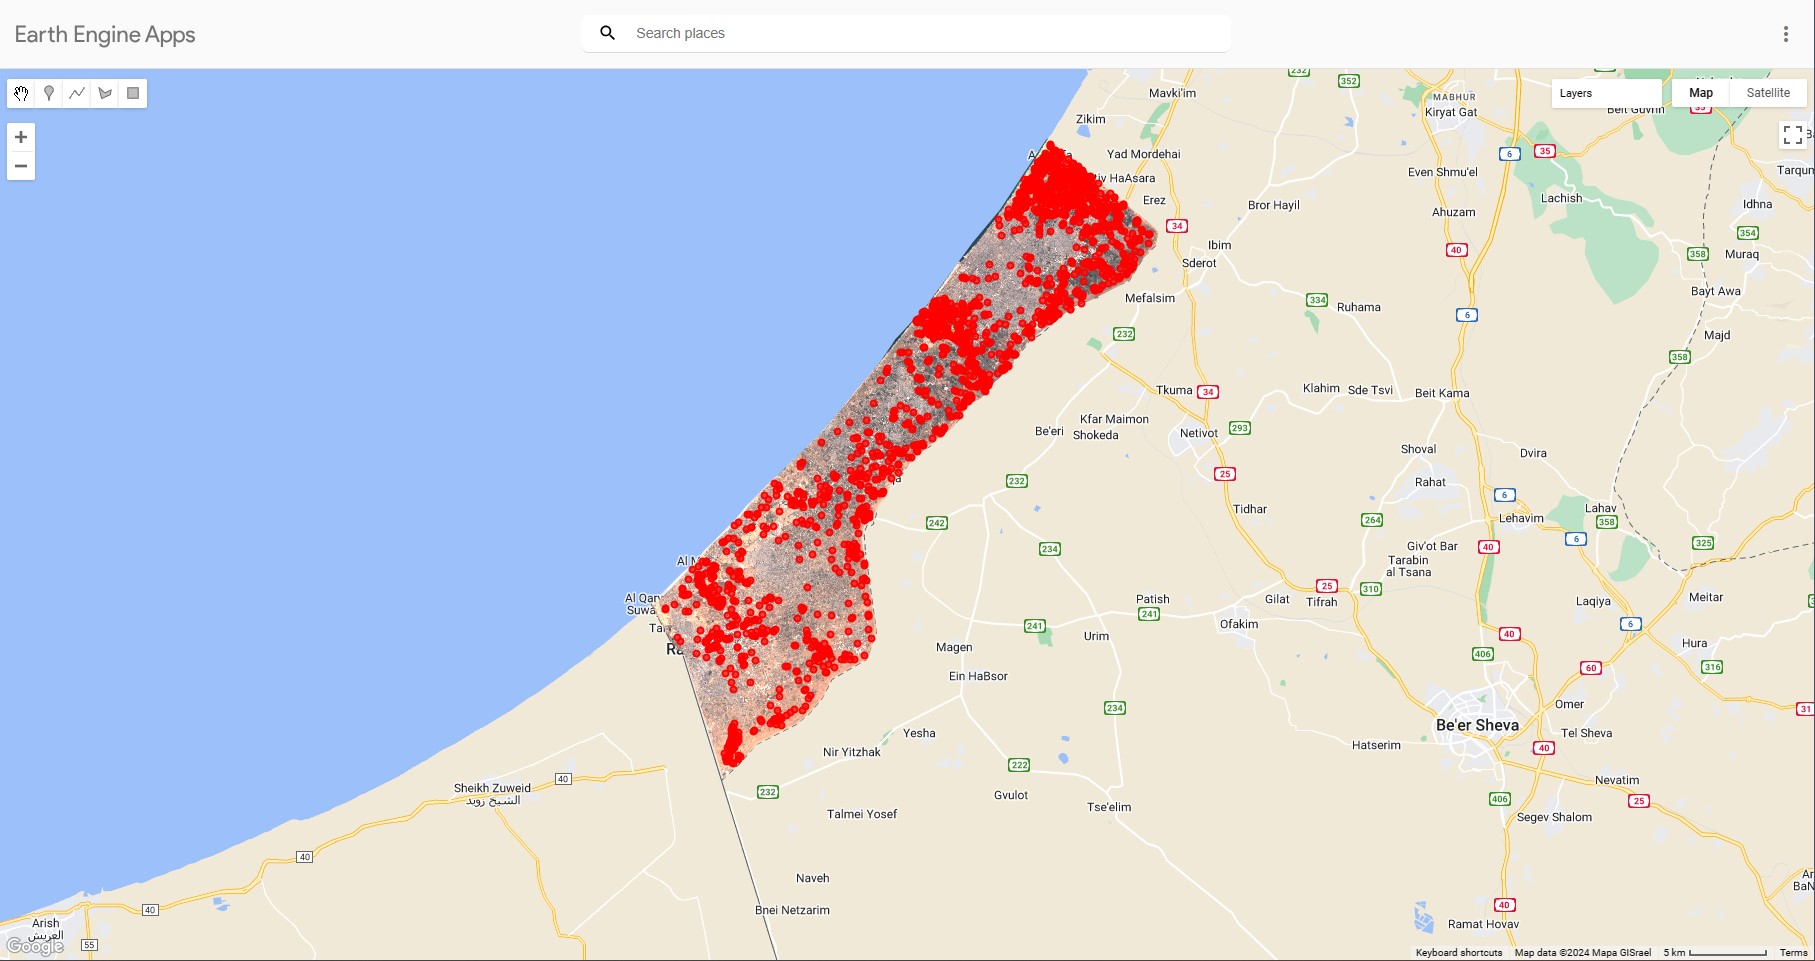 Earth Engine Apps
Search places
Layers
Map
Satellite
232
352
Mavki'im
MABHUR
Kiryat Gat
Beit Guvrin
35
Zikim
Yad Mordehai
6
35
Even Shmu'el
Tarqum
iv HaAsara
Erez
Bror Hayil
Lachish
Idhna
Ahuzam
34
354
40
Ibim
358
Muraq
Sderot
Bayt Awa
Mefalsim
334
Ruhama
6
232
Majd
358
Tkuma
34
Klahim
Sde Tsvi
Beit Kama
Kfar Maimon
Be'eri
Shokeda
293
Netivot
Shoval
Dvira
25
232
Rahat
6
Tidhar
Lahav
242
264
Lehavim
358
6
234
Giv'ot Bar
40
325
Tarabin
al Tsana
Al M
25
310
Al Qary
Suwa
Patish
Gilat
Tifrah
Laqiya
Meitar
241
Ta
241
Ofakim
6
Urim
40
Hura
Ra
Magen
406
316
Ein HaBsor
60
234
Omer
31
Be'er Sheva
Yesha
Tel Sheva
Nir Yitzhak
Hatserim
40
222
Sheikh Zuweid
الشيخ زويد
40
232
Gvulot
Nevatim
Tse'elim
406
25
Talmei Yosef
Segev Shalom
40
Naveh
40
Bnei Netzarim
40
Arish
العريش
55
Ramat Hovav
Google
Keyboard shortcuts
Map data ©2024 Mapa GISrael
5 km
Terms